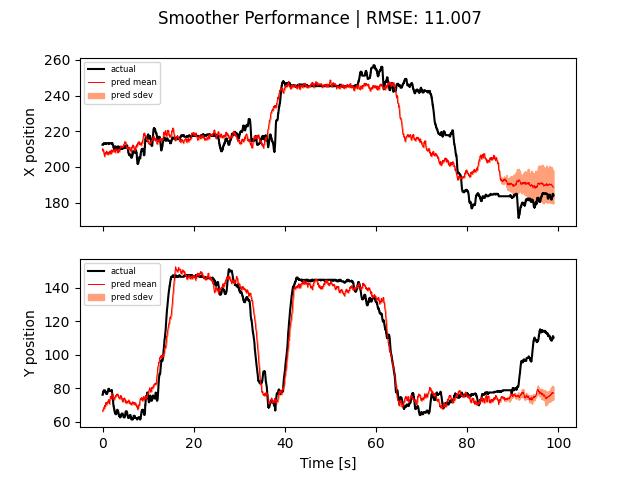 Smoother Performance | RMSE: 11.007
260
240
220
200
180
X position
actual
pred mean
pred sdev
140
120
100
80
60
Y position
actual
pred mean
pred sdev
0 20 40 60 80 100
Time [s]